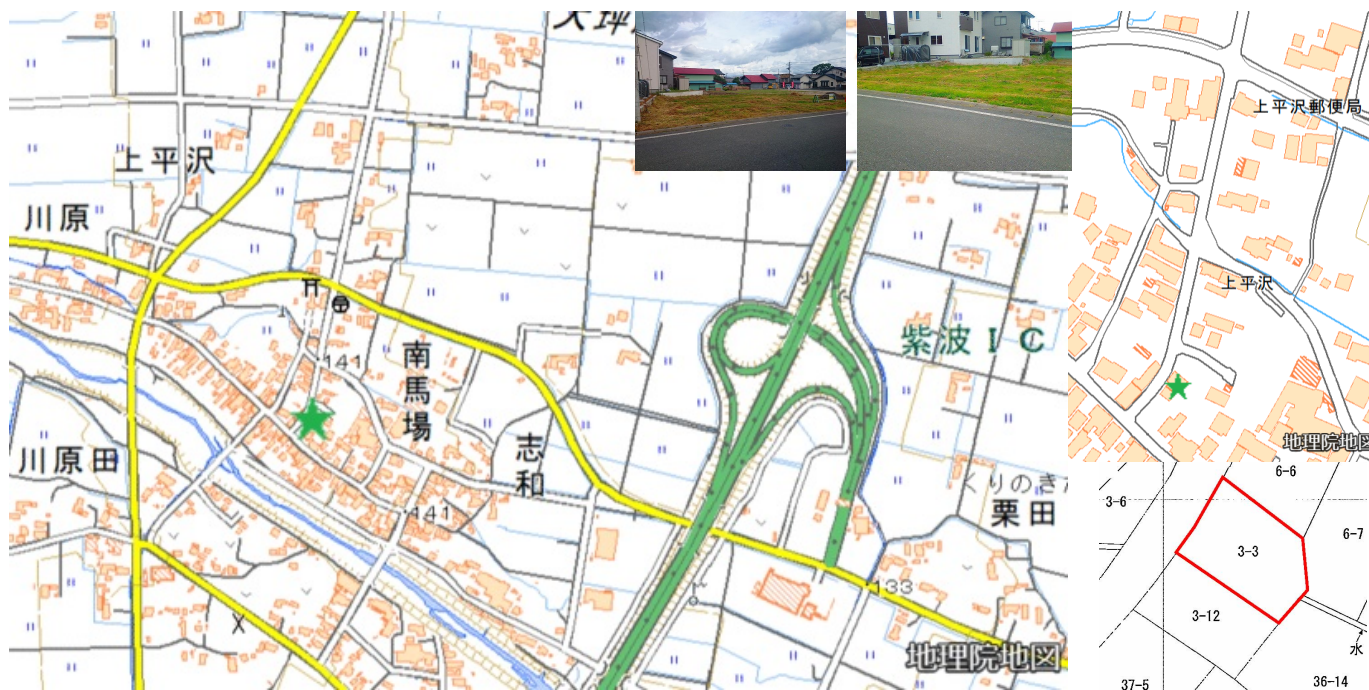 上平沢
川原
141
南馬場
志和
川原田
141
紫波IC
栗田
133
地理院地図
上平沢郵便局
上平沢
地理院地図
6-6
3-6
6-7
3-3
3-12
水
37-5
36-14